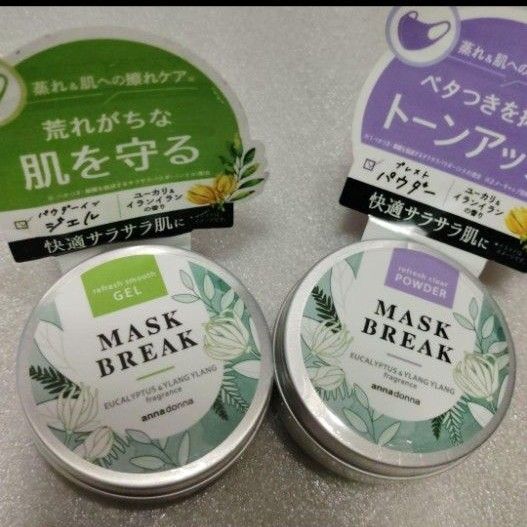 蒸れ&肌への擦れケア
荒れがちな
肌を守る
パウダーイン
ジェル
ユーカリ&
イランイラン
の香り
快適サラサラ肌に
refresh smooth
GEL
MASK
BREAK
EUCALYPTUS & YLANG YLANG
fragrance
annadonna
蒸れ&肌への
ベタつきを
トーンアッ
プレスト
パウダー
ユーカリ&
イランイラン
の香り
快適サラサラ肌に
refresh clear
POWDER
MASK
BREAK
EUCALYPTUS & YLANG YLANG
fragrance
annadonna